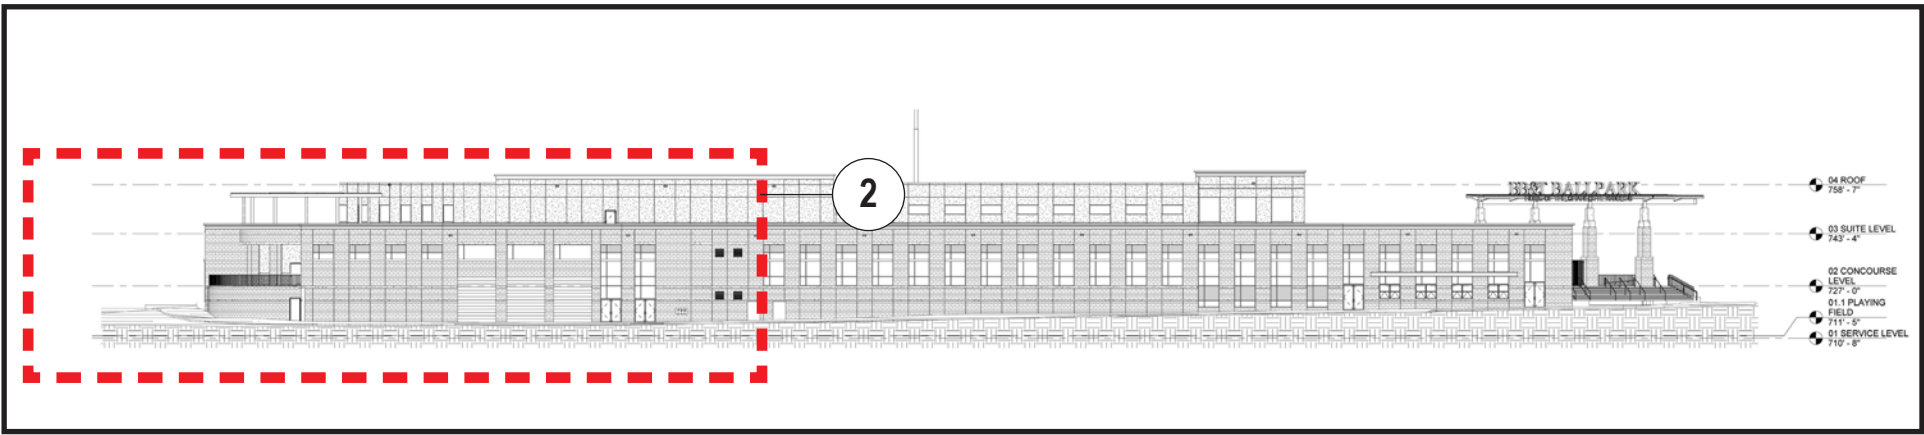 2
BB&T BALLPARK
04 ROOF
758' - 7"
03 SUITE LEVEL
743' - 4"
02 CONCOURSE
LEVEL
727' - 0"
01.1 PLAYING
FIELD
711' - 5"
01 SERVICE LEVEL
710' - 8"